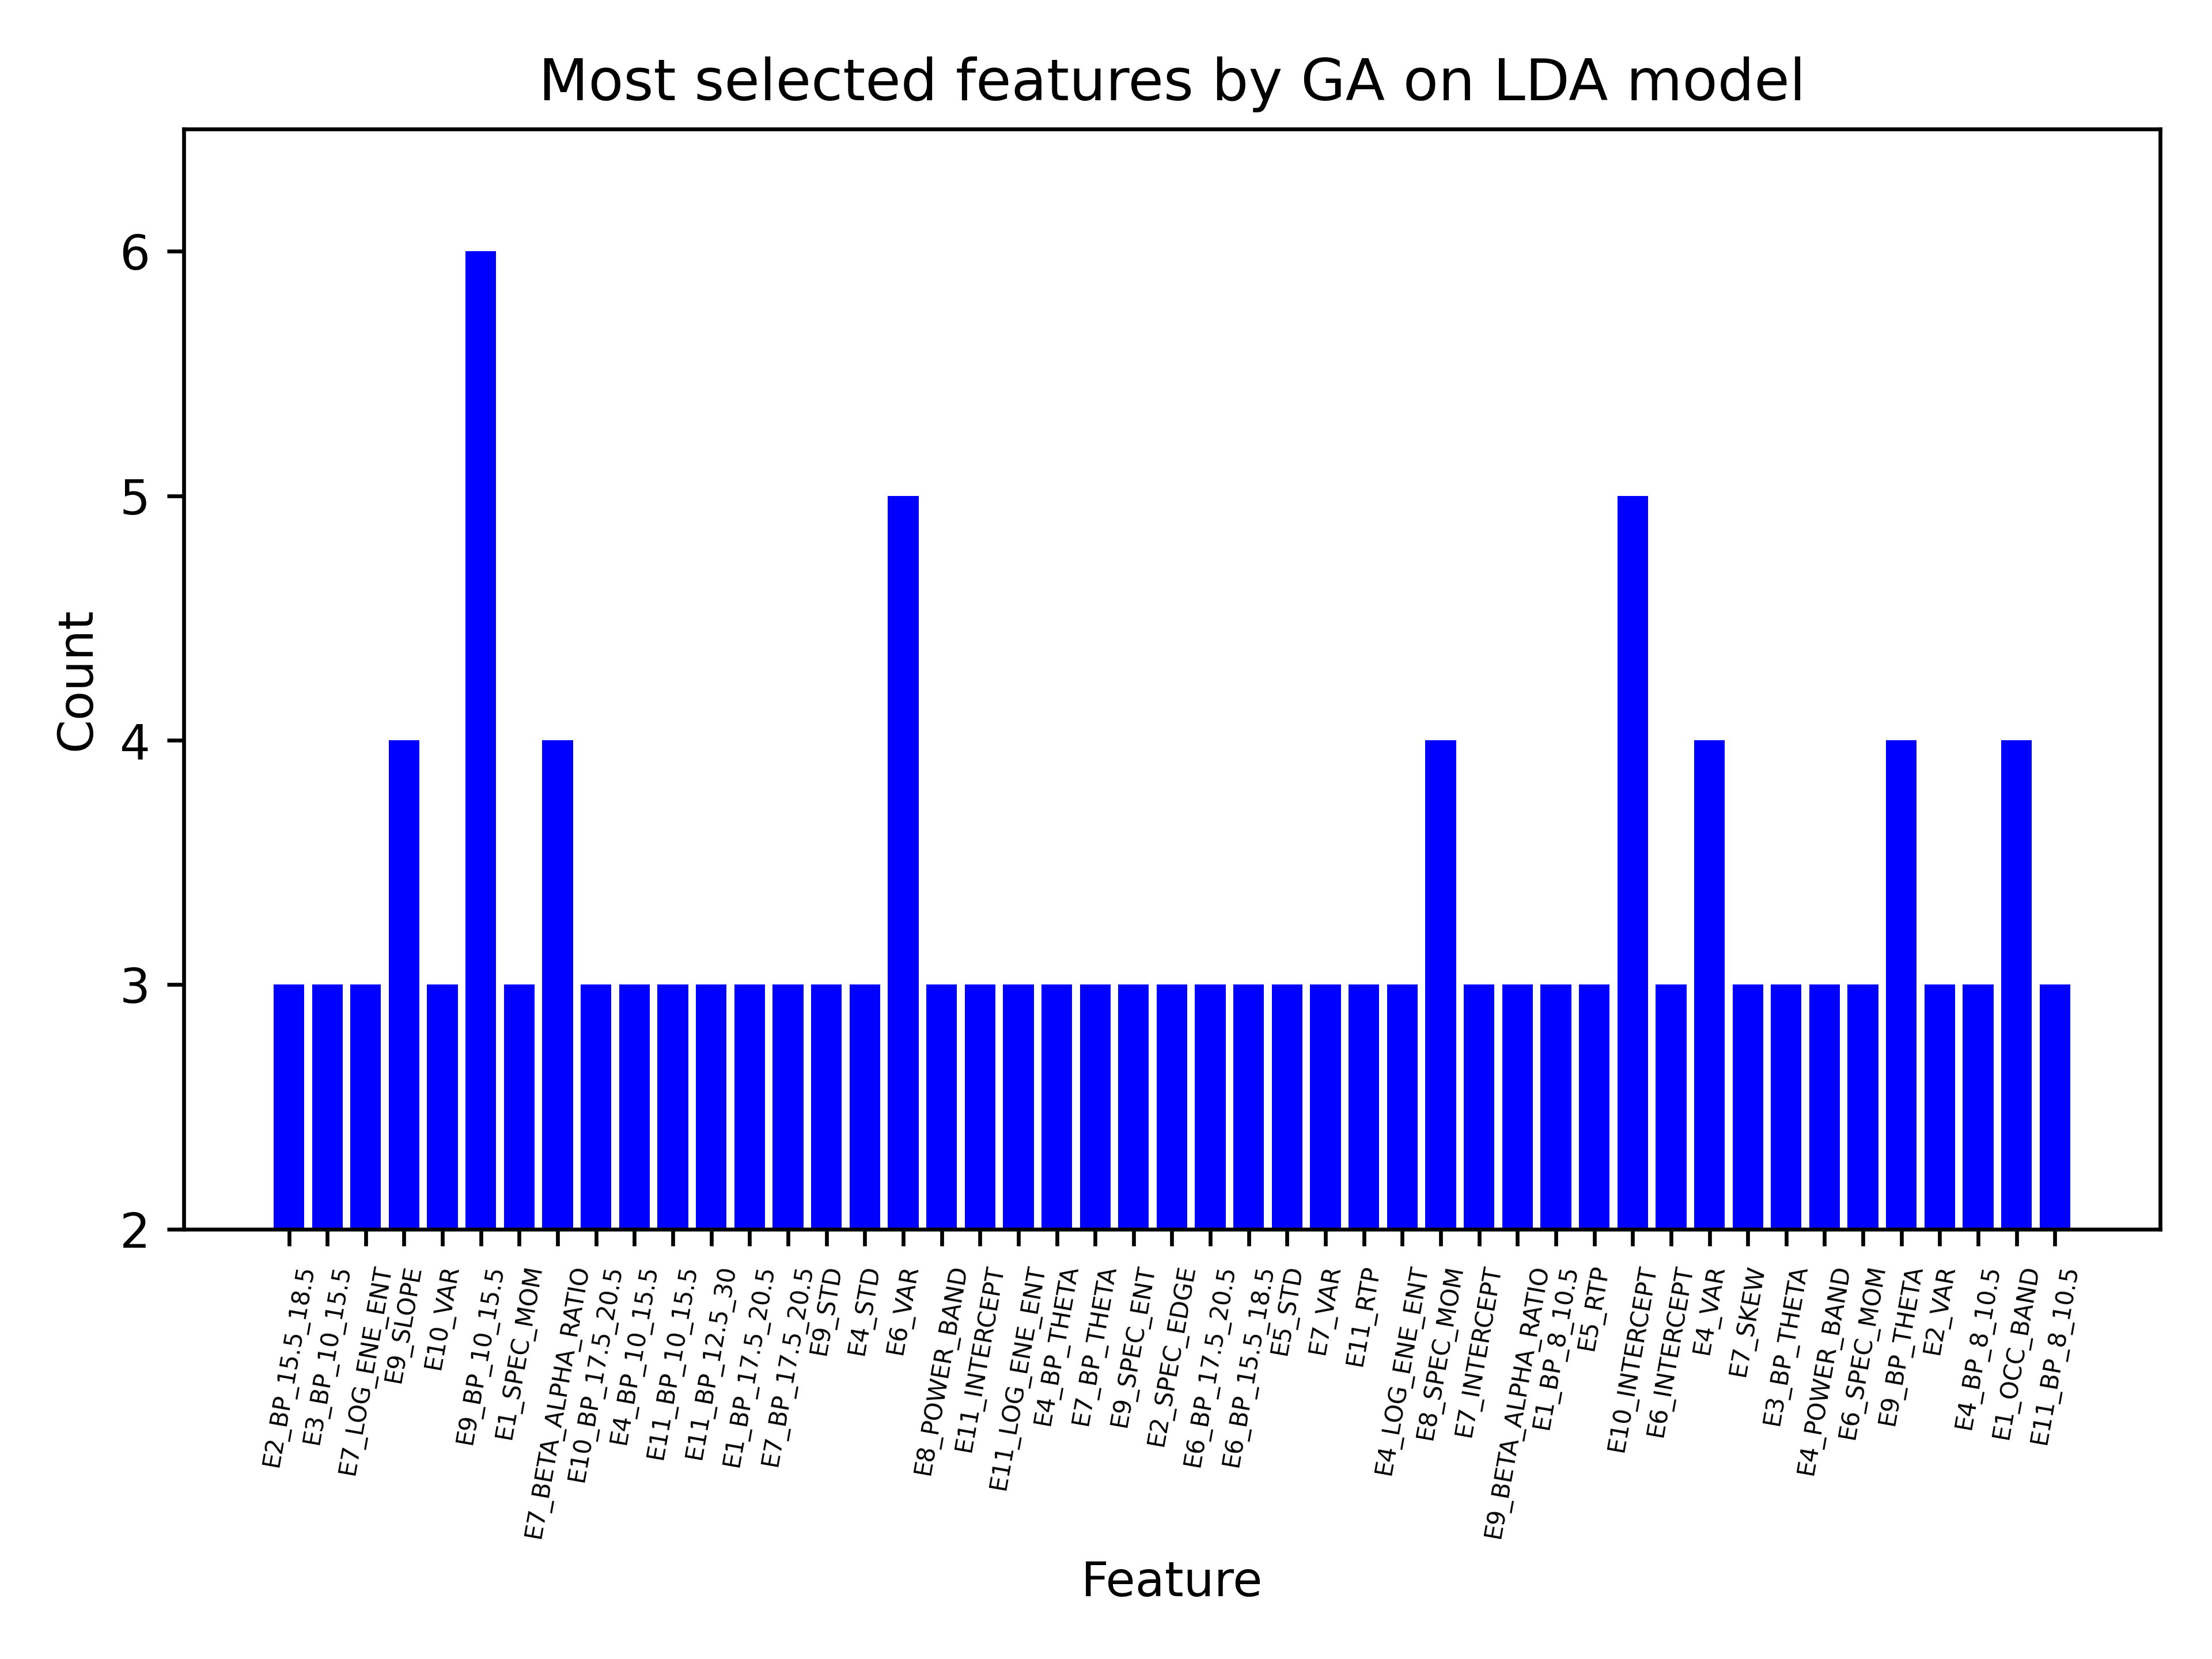 Most selected features by GA on LDA model
Count
6
5
4
3
2
E2_BP_15.5_18.5
E3_BP_10_15.5
E7_LOG_ENE_ENT
E9_SLOPE
E10_VAR
E9_BP_10_15.5
E1_SPEC_MOM
E7_BETA_ALPHA_RATIO
E10_BP_17.5_20.5
E4_BP_10_15.5
E11_BP_10_15.5
E11_BP_12.5_30
E1_BP_17.5_20.5
E7_BP_17.5_20.5
E9_STD
E4_STD
E6_VAR
E8_POWER_BAND
E11_INTERCEPT
E11_LOG_ENE_ENT
E4_BP_THETA
E7_BP_THETA
E9_SPEC_ENT
E2_SPEC_EDGE
E6_BP_17.5_20.5
E6_BP_15.5_18.5
E5_STD
E7_VAR
E11_RTP
E4_LOG_ENE_ENT
E8_SPEC_MOM
E7_INTERCEPT
E9_BETA_ALPHA_RATIO
E1_BP_8_10.5
E5_RTP
E10_INTERCEPT
E6_INTERCEPT
E4_VAR
E7_SKEW
E3_BP_THETA
E4_POWER_BAND
E6_SPEC_MOM
E9_BP_THETA
E2_VAR
E4_BP_8_10.5
E1_OCC_BAND
E11_BP_8_10.5
Feature